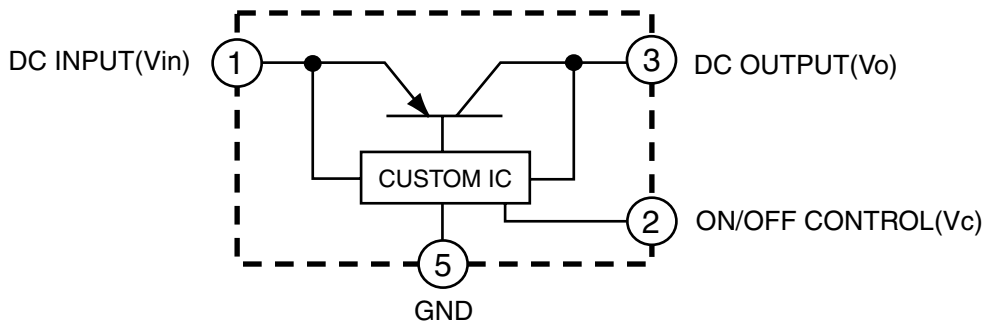 DC INPUT(Vin) 1 3 DC OUTPUT(Vo)
CUSTOM IC
2 ON/OFF CONTROL(Vc)
5
GND